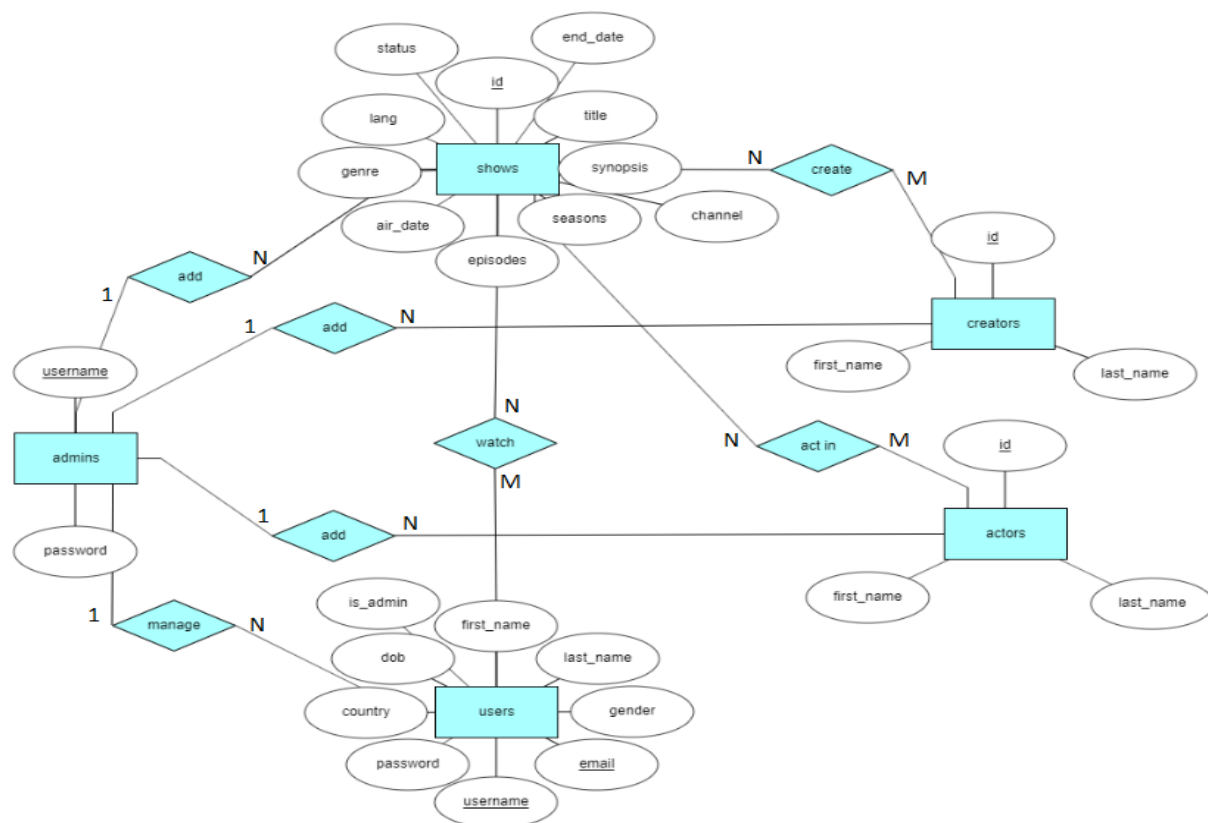 end_date
status
id
lang
title
genre
shows
synopsis
N
create
M
air_date
seasons
channel
episodes
id
add
N
1
add
N
1
creators
username
first_name
last_name
N
watch
M
admins
N
act in
M
id
1
add
N
actors
password
is_admin
first_name
last_name
1
manage
N
first_name
dob
last_name
country
users
gender
password
email
username